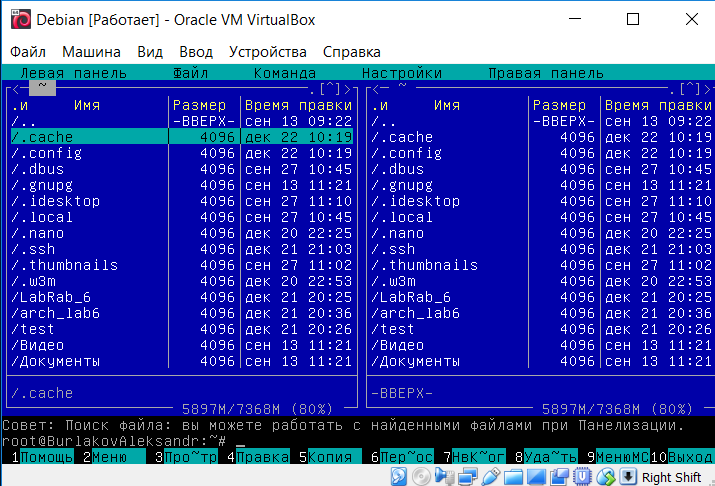 Debian [Работает] - Oracle VM VirtualBox
Файл Машина Вид Ввод Устройства Справка
Левая панель Файл Команда Настройки Правая панель
<─ ~ .[^]> <─ ~ .[^]>
.и Имя Размер Время правки .и Имя Размер Время правки
/.. -ВВЕРХ- сен 13 09:22 /.. -ВВЕРХ- сен 13 09:22
/.cache 4096 дек 22 10:19 /.cache 4096 дек 22 10:19
/.config 4096 дек 22 10:19 /.config 4096 дек 22 10:19
/.dbus 4096 сен 27 10:45 /.dbus 4096 сен 27 10:45
/.gnupg 4096 сен 13 11:21 /.gnupg 4096 сен 13 11:21
/.idesktop 4096 сен 27 11:10 /.idesktop 4096 сен 27 11:10
/.local 4096 сен 27 10:45 /.local 4096 сен 27 10:45
/.nano 4096 дек 20 22:25 /.nano 4096 дек 20 22:25
/.ssh 4096 дек 21 21:03 /.ssh 4096 дек 21 21:03
/.thumbnails 4096 сен 27 11:02 /.thumbnails 4096 сен 27 11:02
/.w3m 4096 дек 20 22:53 /.w3m 4096 дек 20 22:53
/LabRab_6 4096 дек 21 20:25 /LabRab_6 4096 дек 21 20:25
/arch_lab6 4096 дек 21 20:36 /arch_lab6 4096 дек 21 20:36
/test 4096 дек 21 20:26 /test 4096 дек 21 20:26
/Видео 4096 сен 13 11:21 /Видео 4096 сен 13 11:21
/Документы 4096 сен 13 11:21 /Документы 4096 сен 13 11:21
/.cache -ВВЕРХ-
5897M/7368M (80%) 5897M/7368M (80%)
Совет: Поиск файла: вы можете работать с найденными файлами при Панелизации.
root@BurlakovAleksandr:~# _
1Помощь 2Меню 3Про~тр 4Правка 5Копия 6Пер~ос 7НвК~ог 8Уда~ть 9МенюMC 10Выход
Right Shift